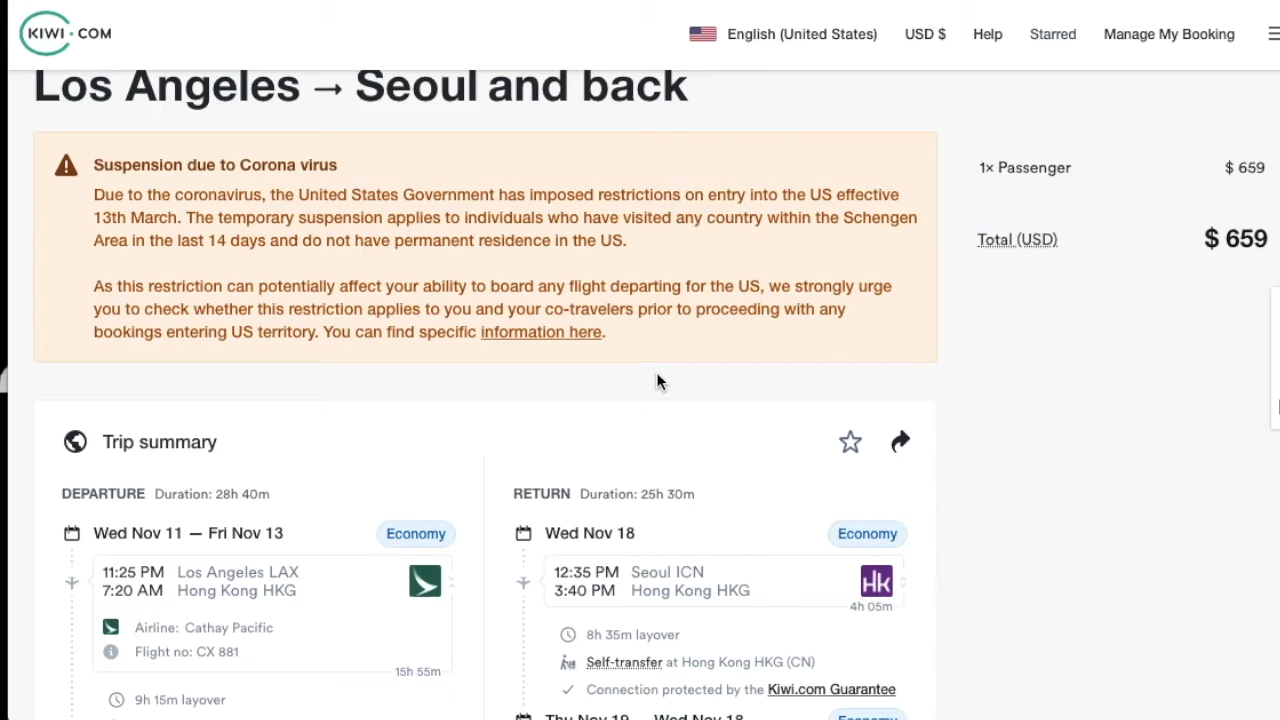 KIWI.COM
English (United States)
USD $
Help
Starred
Manage My Booking
Los Angeles → Seoul and back
Suspension due to Corona virus
Due to the coronavirus, the United States Government has imposed restrictions on entry into the US effective
13th March. The temporary suspension applies to individuals who have visited any country within the Schengen
Area in the last 14 days and do not have permanent residence in the US.
As this restriction can potentially affect your ability to board any flight departing for the US, we strongly urge
you to check whether this restriction applies to you and your co-travelers prior to proceeding with any
bookings entering US territory. You can find specific information here.
1× Passenger $ 659
Total (USD) $ 659
Trip summary
DEPARTURE Duration: 28h 40m
Wed Nov 11 — Fri Nov 13 Economy
11:25 PM Los Angeles LAX
7:20 AM Hong Kong HKG
Airline: Cathay Pacific
Flight no: CX 881
15h 55m
9h 15m layover
RETURN Duration: 25h 30m
Wed Nov 18 Economy
12:35 PM Seoul ICN
3:40 PM Hong Kong HKG
HK
4h 05m
8h 35m layover
Self-transfer at Hong Kong HKG (CN)
Connection protected by the Kiwi.com Guarantee
Thu Nov 19 — Wed Nov 18 Economy